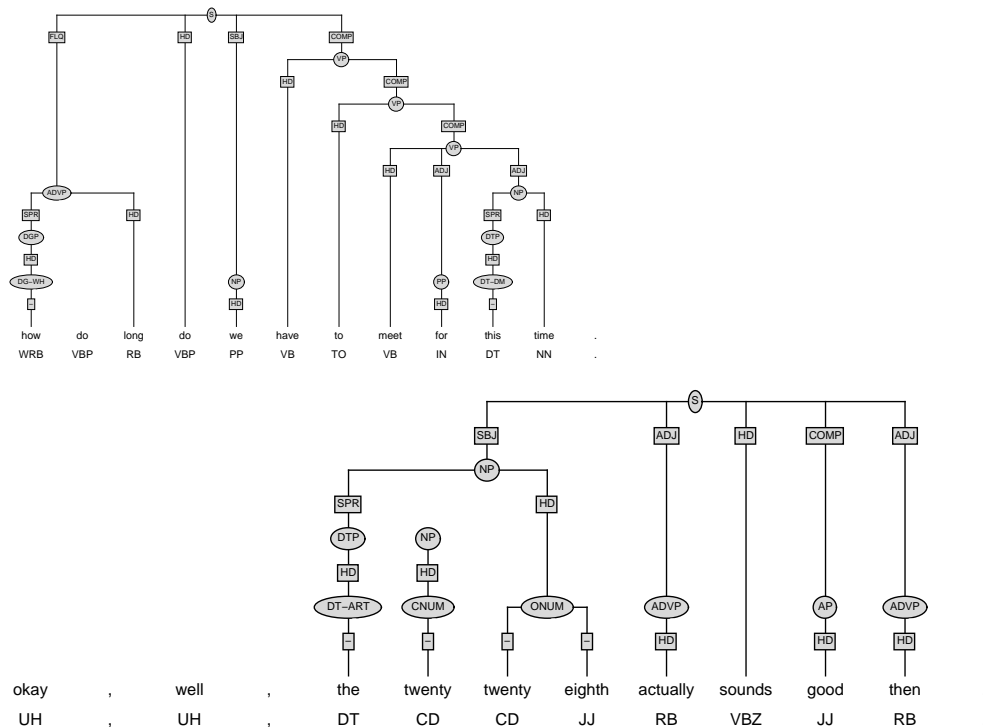 S
FLQ HD SBJ COMP
VP
HD COMP
VP
HD COMP
VP
HD ADJ ADJ
ADVP NP
SPR HD SPR HD
DGP DTP
HD HD
DG–WH NP PP DT–DM
– HD HD –
how do long do we have to meet for this time .
WRB VBP RB VBP PP VB TO VB IN DT NN .
S
SBJ ADJ HD COMP ADJ
NP
SPR HD
DTP NP
HD HD
DT–ART CNUM ONUM ADVP AP ADVP
– – – – HD HD HD
okay , well , the twenty twenty eighth actually sounds good then
UH , UH , DT CD CD JJ RB VBZ JJ RB